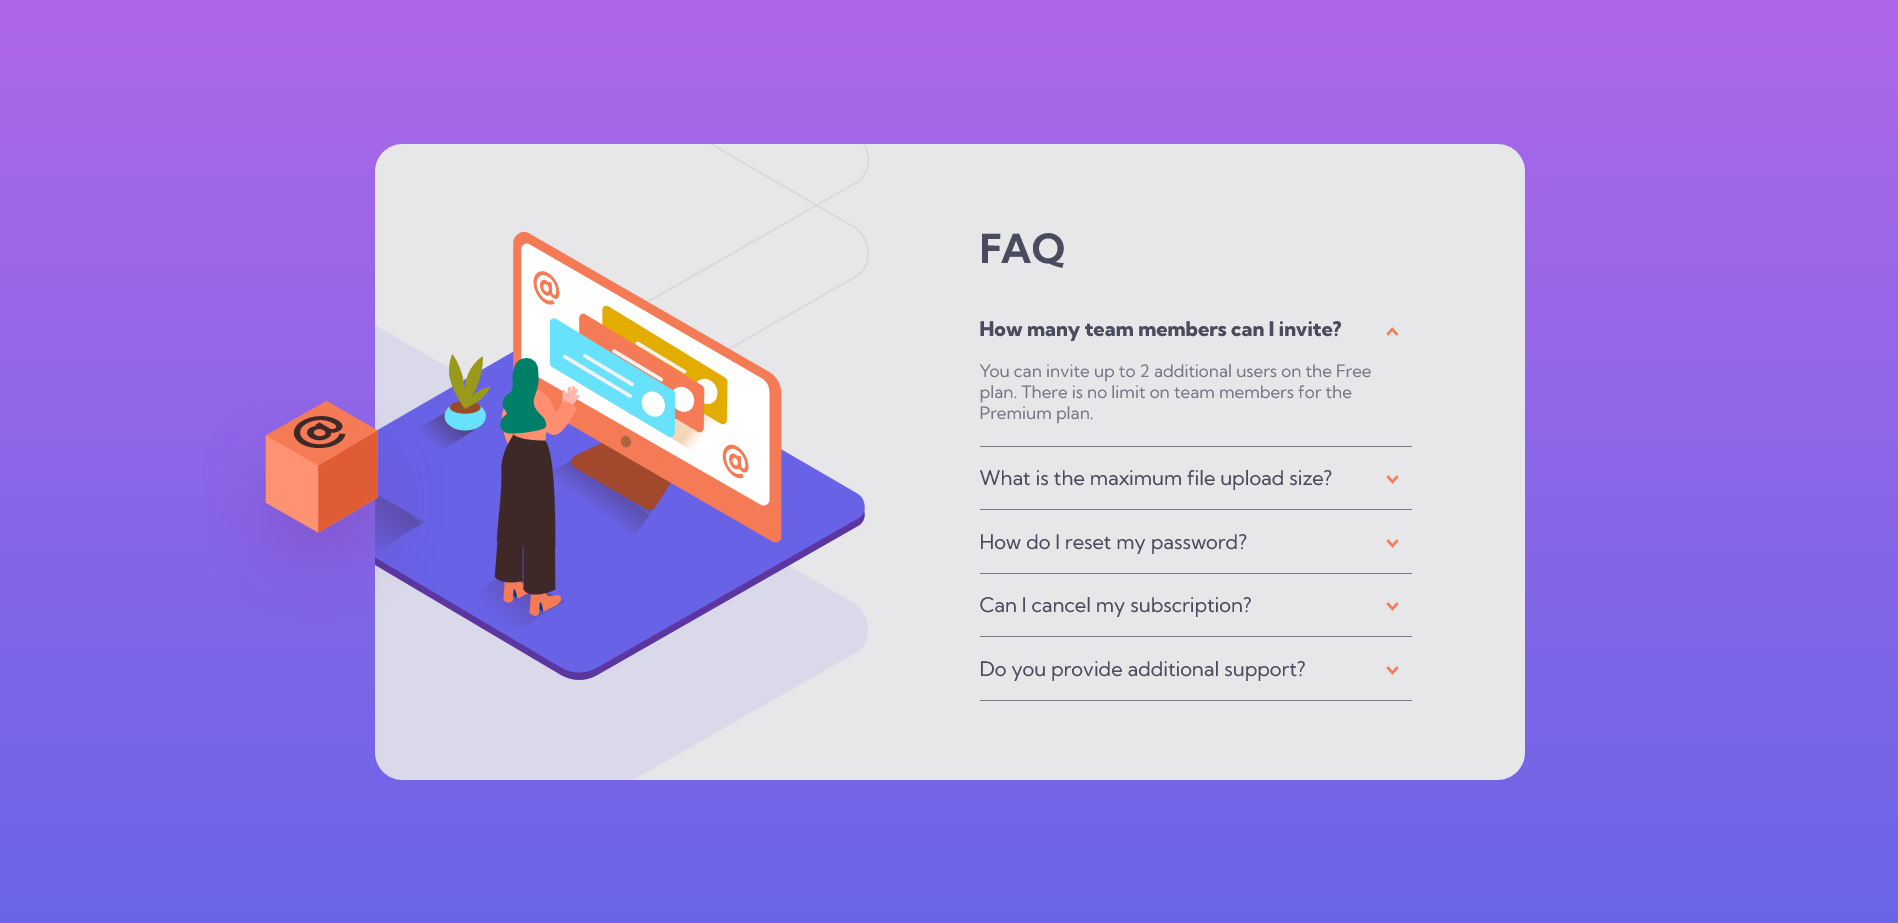 @
@
@
FAQ
How many team members can I invite?
You can invite up to 2 additional users on the Free
plan. There is no limit on team members for the
Premium plan.
What is the maximum file upload size?
How do I reset my password?
Can I cancel my subscription?
Do you provide additional support?